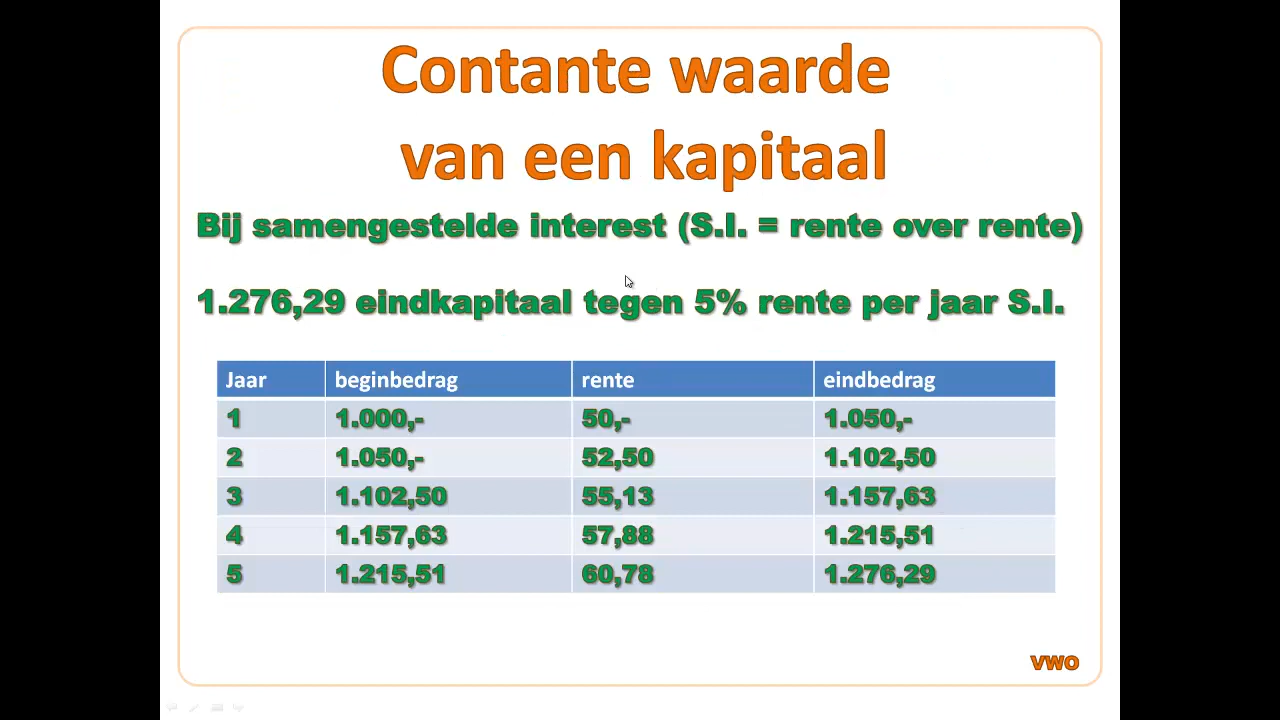 Contante waarde
van een kapitaal
Bij samengestelde interest (S.I. = rente over rente)
1.276,29 eindkapitaal tegen 5% rente per jaar S.I.
Jaar beginbedrag rente eindbedrag
1 1.000,- 50,- 1.050,-
2 1.050,- 52,50 1.102,50
3 1.102,50 55,13 1.157,63
4 1.157,63 57,88 1.215,51
5 1.215,51 60,78 1.276,29
VWO